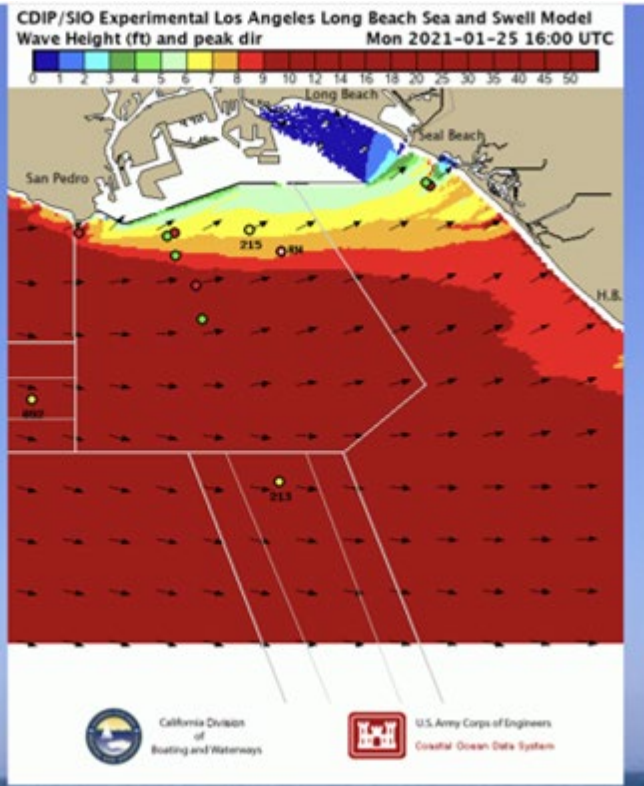 CDIP/SIO Experimental Los Angeles Long Beach Sea and Swell Model
Wave Height (ft) and peak dir Mon 2021-01-25 16:00 UTC
0 1 2 3 4 5 6 7 8 9 10 12 14 16 18 20 25 30 35 40 45 50
Long Beach
Seal Beach
San Pedro
215
H.B.
092
213
California Division
of
Boating and Waterways
U.S. Army Corps of Engineers
Coastal Ocean Data System